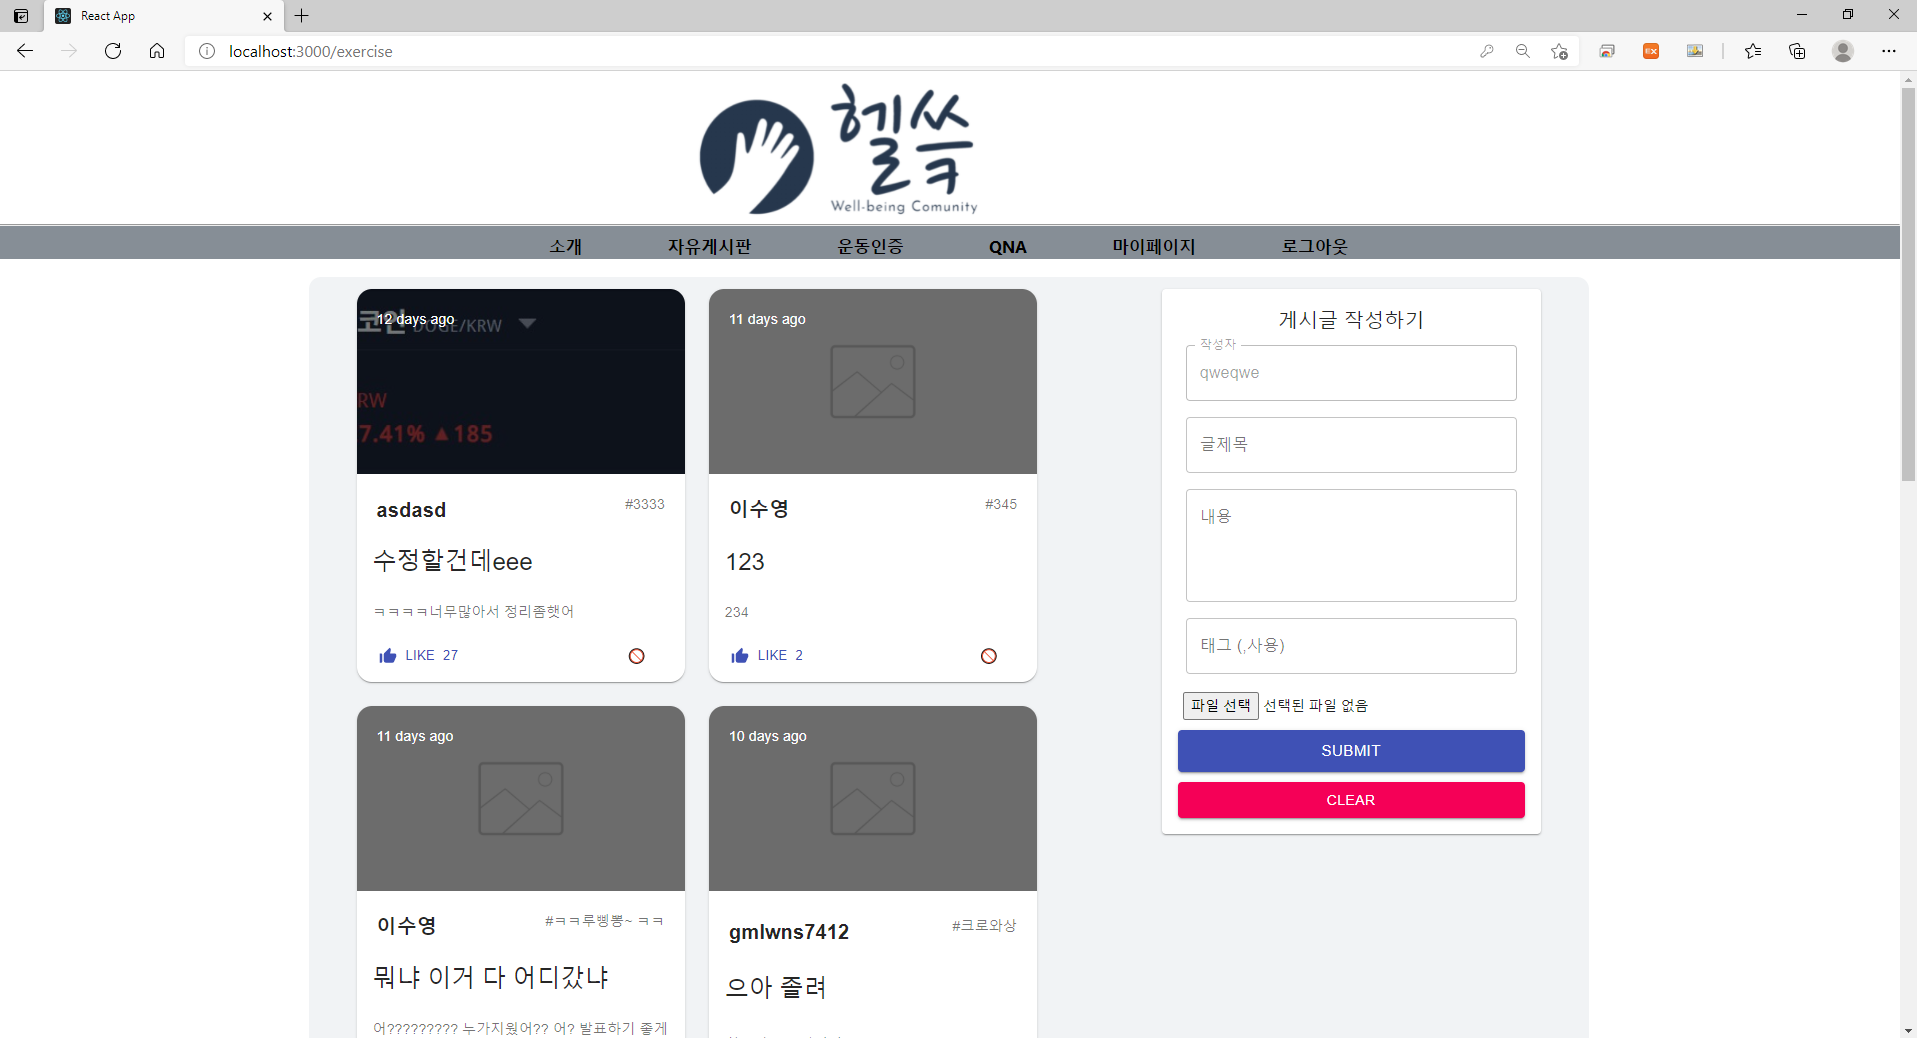 React App
localhost:3000/exercise
헬쓱
Well-being Comunity
소개
자유게시판
운동인증
QNA
마이페이지
로그아웃
12 days ago
코인 DOGE/KRW
RW
7.41% ▲185
asdasd
#3333
수정할건데eee
ㅋㅋㅋㅋ너무많아서 정리좀햇어
LIKE 27
11 days ago
이수영
#345
123
234
LIKE 2
11 days ago
이수영
#ㅋㅋ루삥뽕~ ㅋㅋ
뭐냐 이거 다 어디갔냐
어????????? 누가지웠어?? 어? 발표하기 좋게
10 days ago
gmlwns7412
#크로와상
으아 졸려
게시글 작성하기
작성자
qweqwe
글제목
내용
태그 (,사용)
파일 선택 선택된 파일 없음
SUBMIT
CLEAR